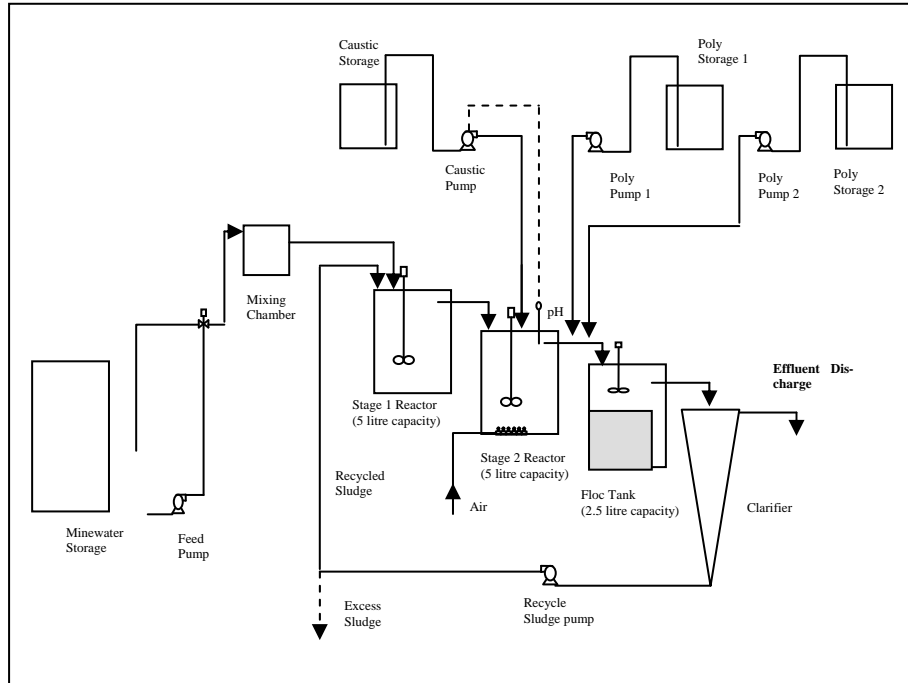 Caustic
Storage
Poly
Storage 1
Caustic
Pump
Poly
Pump 1
Poly
Pump 2
Poly
Storage 2
Mixing
Chamber
pH
Effluent Dis-
charge
Stage 1 Reactor
(5 litre capacity)
Stage 2 Reactor
(5 litre capacity)
Recycled
Sludge
Air
Floc Tank
(2.5 litre capacity)
Clarifier
Minewater
Storage
Feed
Pump
Excess
Sludge
Recycle
Sludge pump